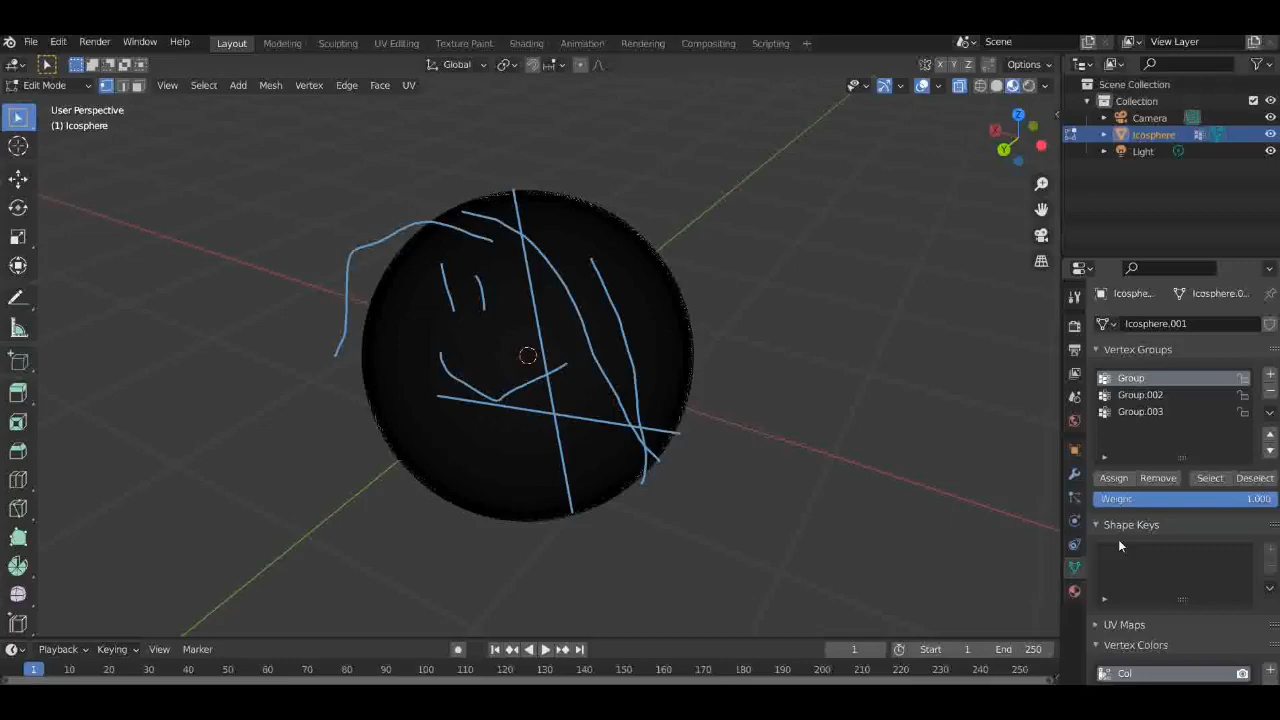 File Edit Render Window Help Layout Modeling Sculpting UV Editing Texture Paint Shading Animation Rendering Compositing Scripting + Scene View Layer
Global X Y Z Options
Edit Mode View Select Add Mesh Vertex Edge Face UV
User Perspective
(1) Icosphere
Z
X
Y
Scene Collection
Collection
Camera
Icosphere
Light
Icosphe... Icosphere.0...
Icosphere.001
Vertex Groups
Group
Group.002
Group.003
Assign Remove Select Deselect
Weight 1.000
Shape Keys
UV Maps
Vertex Colors
Col
Playback Keying View Marker 1 Start 1 End 250
1 10 20 30 40 50 60 70 80 90 100 110 120 130 140 150 160 170 180 190 200 210 220 230 240 250